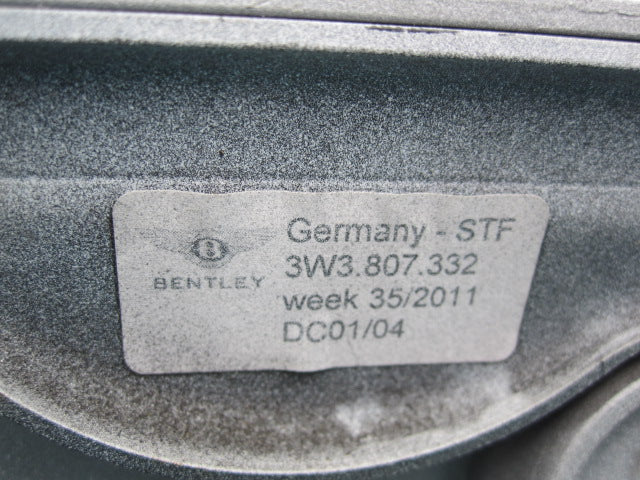 B
BENTLEY
Germany - STF
3W3.807.332
week 35/2011
DC01/04